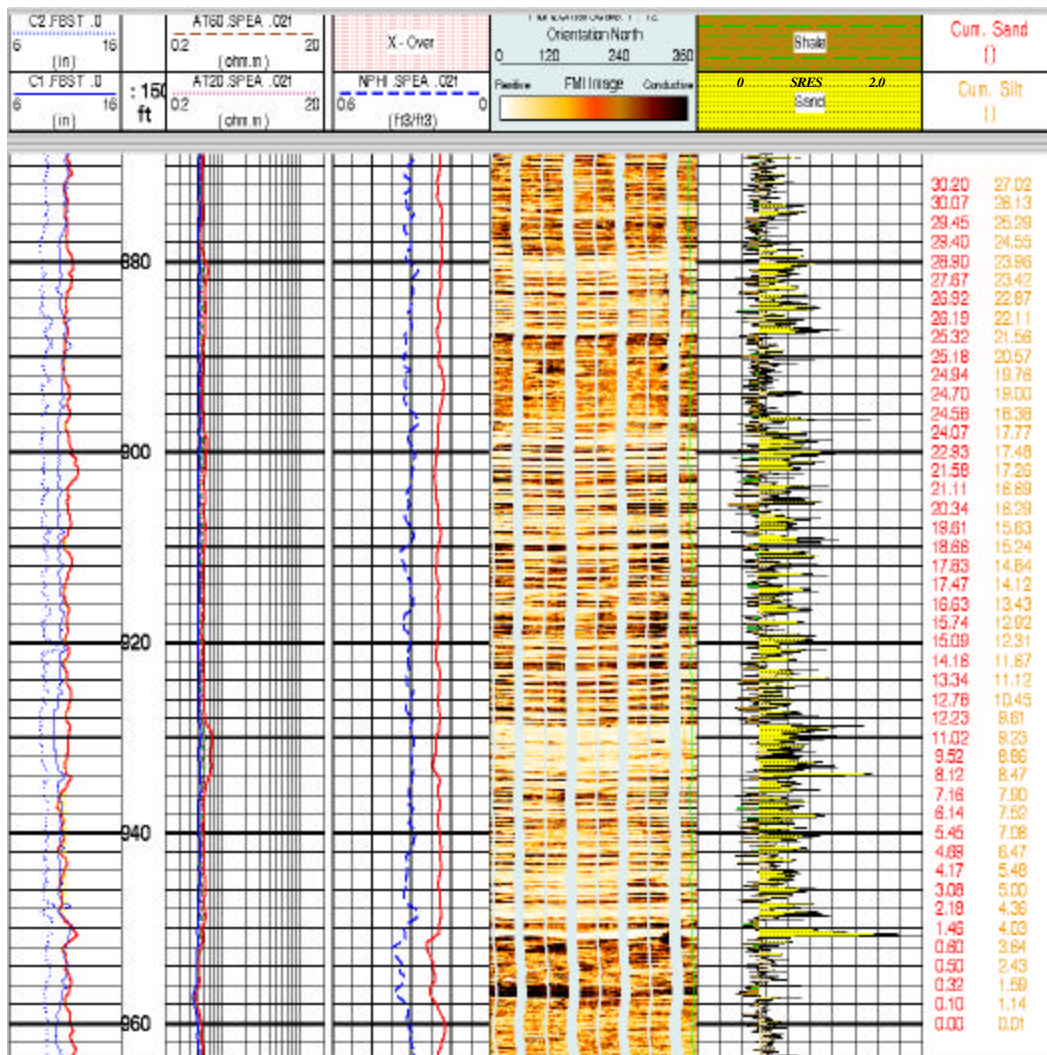 C2.FBST .0
6 16
(in)
C1.FBST .0
6 16
(in)
: 150
ft
AT60.SPEA .021
0.2 20
(ohm.m)
AT20.SPEA .021
0.2 20
(ohm.m)
X - Over
NPHI .SPEA .021
0.6 0
(ft3/ft3)
Orientation North
0 120 240 360
Resistive FMI Image Conductive
Shale
0 SRES 2.0
Sand
Cum. Sand
()
Cum. Silt
()
30.20 27.02
30.07 26.13
29.45 25.29
29.40 24.55
880
28.90 23.96
27.67 23.42
26.92 22.87
26.19 22.11
25.32 21.56
25.18 20.57
24.94 19.76
24.70 19.00
24.58 18.38
24.07 17.77
900
22.93 17.48
21.58 17.26
21.11 16.89
20.34 16.29
19.61 15.63
18.68 15.24
17.83 14.84
17.47 14.12
16.63 13.43
15.74 12.92
920
15.09 12.31
14.16 11.67
13.34 11.12
12.78 10.45
12.23 9.81
11.02 9.23
9.52 8.86
8.12 8.47
7.16 7.90
6.14 7.52
940
5.45 7.08
4.69 6.47
4.17 5.48
3.08 5.00
2.18 4.36
1.46 4.03
0.60 3.64
0.50 2.43
0.32 1.59
0.10 1.14
960
0.00 0.01